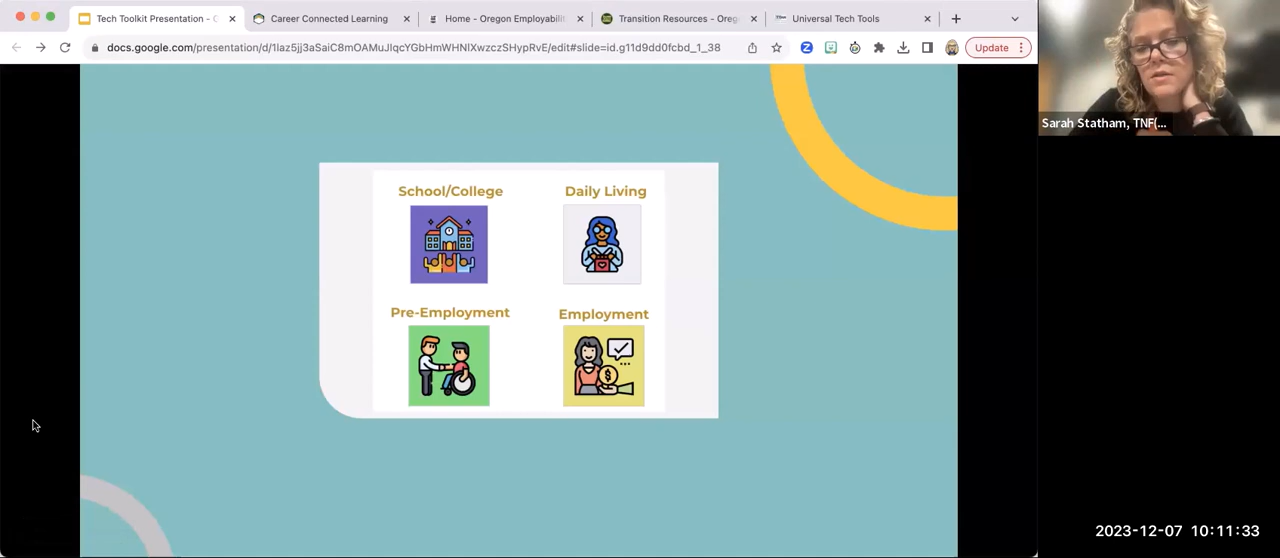 Tech Toolkit Presentation - O
Career Connected Learning
Home - Oregon Employabili
Transition Resources - Oreg
Universal Tech Tools
docs.google.com/presentation/d/1laz5jj3aSaiC8mOAMuJlqcYGbHmWHNlXwzczSHypRvE/edit#slide=id.g11d9dd0fcbd_1_38
Update
Sarah Statham, TNF(...
School/College
Daily Living
Pre-Employment
Employment
2023-12-07 10:11:33